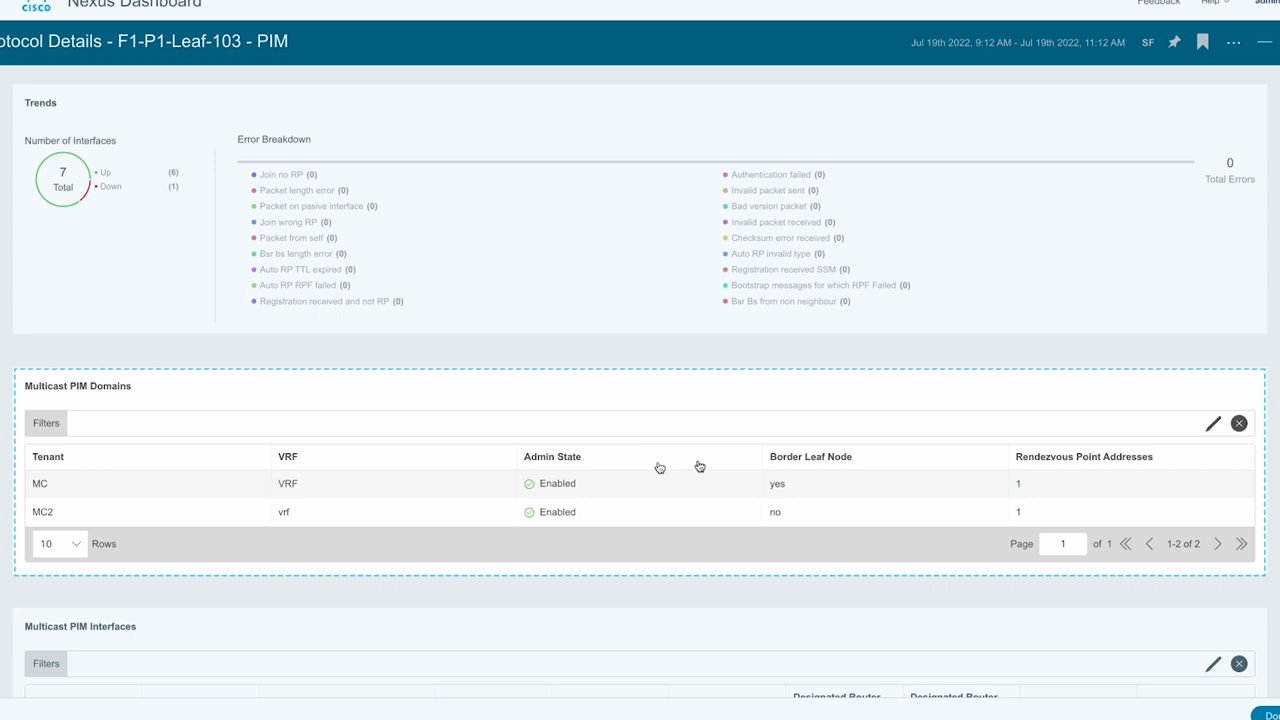 cisco Nexus Dashboard Feedback Help admin
otocol Details - F1-P1-Leaf-103 - PIM
Jul 19th 2022, 9:12 AM - Jul 19th 2022, 11:12 AM SF
Trends
Number of Interfaces
7
Total
Up (6)
Down (1)
Error Breakdown
Join no RP (0)
Packet length error (0)
Packet on pasive interface (0)
Join wrong RP (0)
Packet from self (0)
Bsr bs length error (0)
Auto RP TTL expired (0)
Auto RP RPF failed (0)
Registration received and not RP (0)
Authentication failed (0)
Invalid packet sent (0)
Bad version packet (0)
Invalid packet received (0)
Checksum error received (0)
Auto RP invalid type (0)
Registration received SSM (0)
Bootstrap messages for which RPF Failed (0)
Bsr Bs from non neighbour (0)
0
Total Errors
Multicast PIM Domains
Filters
Tenant VRF Admin State Border Leaf Node Rendezvous Point Addresses
MC VRF Enabled yes 1
MC2 vrf Enabled no 1
10 Rows Page 1 of 1 1-2 of 2
Multicast PIM Interfaces
Filters
Designated Router Designated Router
Do